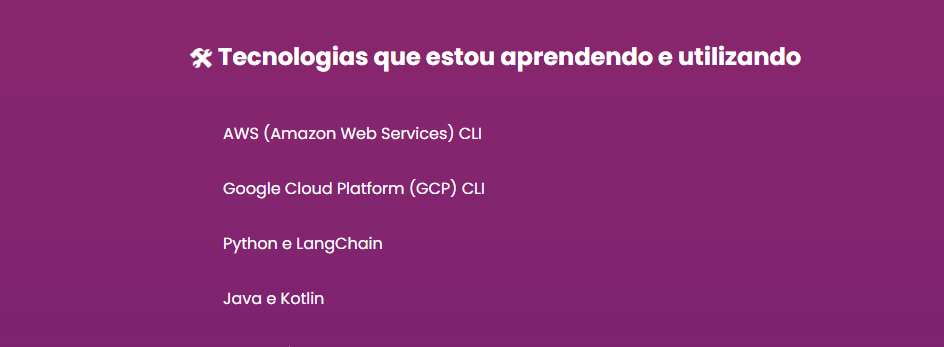 🛠 Tecnologias que estou aprendendo e utilizando
AWS (Amazon Web Services) CLI
Google Cloud Platform (GCP) CLI
Python e LangChain
Java e Kotlin